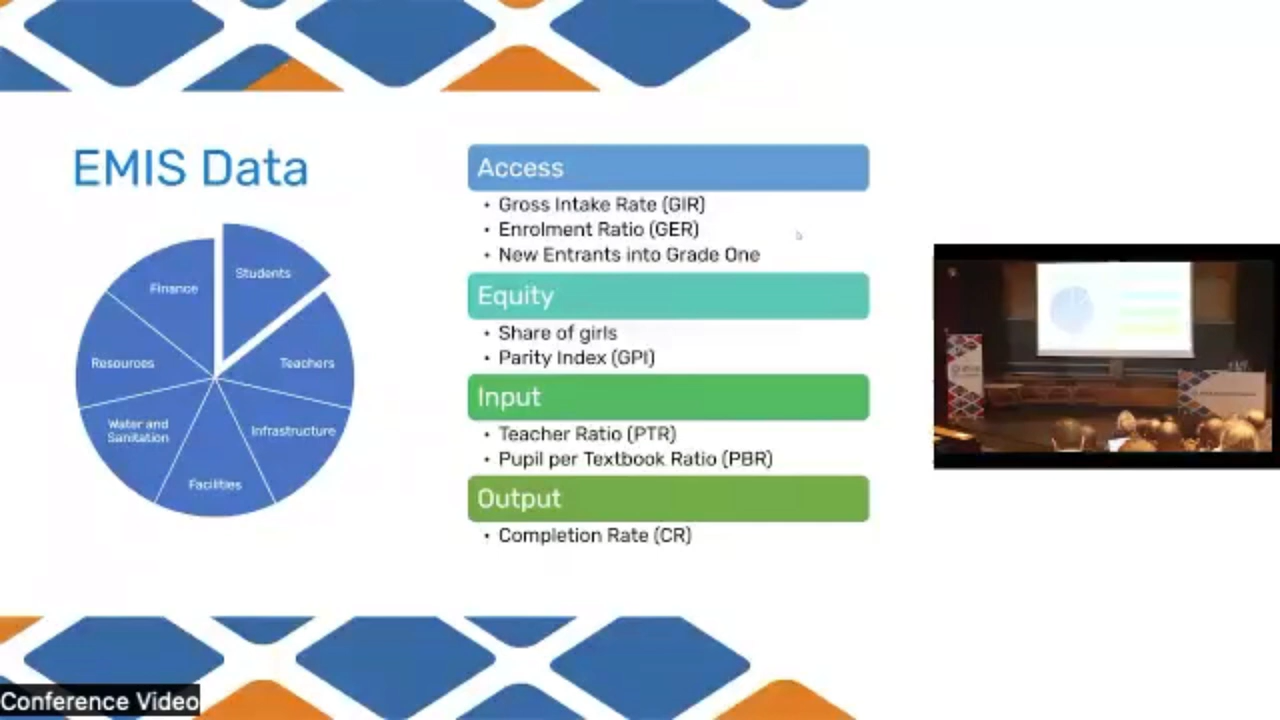 EMIS Data
Students
Finance
Resources
Teachers
Water and
Sanitation
Infrastructure
Facilities
Access
• Gross Intake Rate (GIR)
• Enrolment Ratio (GER)
• New Entrants into Grade One
Equity
• Share of girls
• Parity Index (GPI)
Input
• Teacher Ratio (PTR)
• Pupil per Textbook Ratio (PBR)
Output
• Completion Rate (CR)
Conference Video